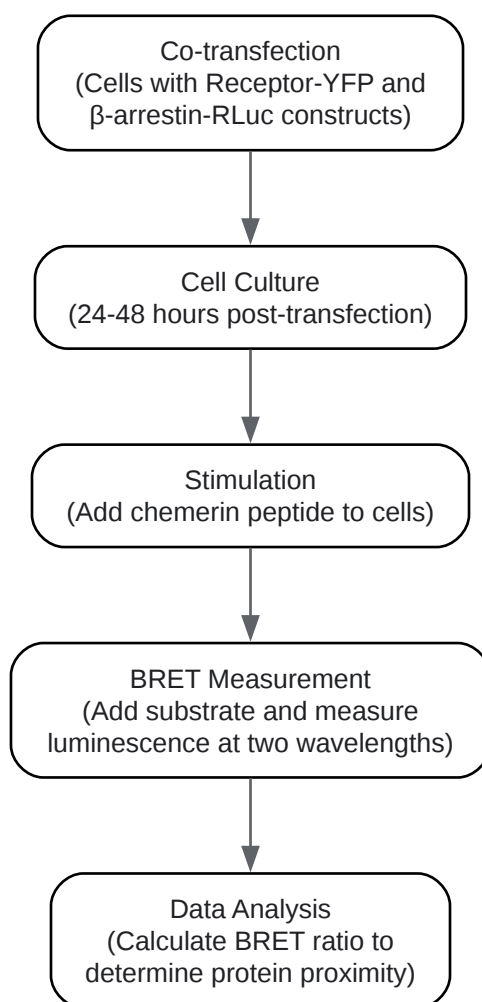 Co-transfection
(Cells with Receptor-YFP and
β-arrestin-RLuc constructs)
Cell Culture
(24-48 hours post-transfection)
Stimulation
(Add chemerin peptide to cells)
BRET Measurement
(Add substrate and measure
luminescence at two wavelengths)
Data Analysis
(Calculate BRET ratio to
determine protein proximity)